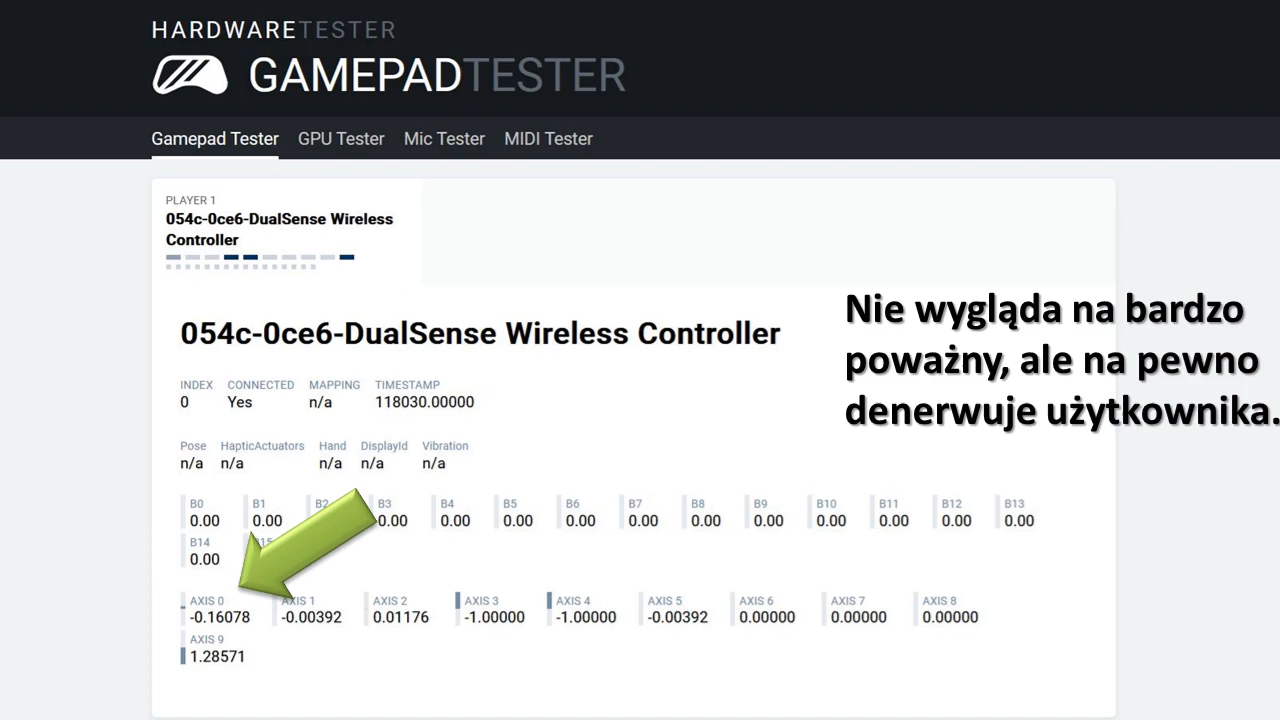 HARDWARETESTER
GAMEPADTESTER
Gamepad Tester GPU Tester Mic Tester MIDI Tester
PLAYER 1
054c-0ce6-DualSense Wireless
Controller
Nie wygląda na bardzo
poważny, ale na pewno
denerwuje użytkownika.
054c-0ce6-DualSense Wireless Controller
INDEX CONNECTED MAPPING TIMESTAMP
0 Yes n/a 118030.00000
Pose HapticActuators Hand DisplayId Vibration
n/a n/a n/a n/a n/a
B0 B1 B2 B3 B4 B5 B6 B7 B8 B9 B10 B11 B12 B13
0.00 0.00 0.00 0.00 0.00 0.00 0.00 0.00 0.00 0.00 0.00 0.00 0.00
B14
0.00
AXIS 0 AXIS 1 AXIS 2 AXIS 3 AXIS 4 AXIS 5 AXIS 6 AXIS 7 AXIS 8
-0.16078 -0.00392 0.01176 -1.00000 -1.00000 -0.00392 0.00000 0.00000 0.00000
AXIS 9
1.28571